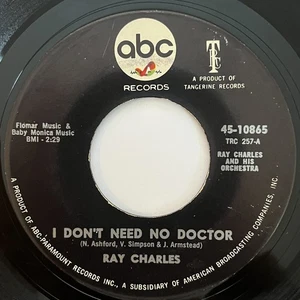 abc
RECORDS
TRC
A PRODUCT OF
TANGERINE RECORDS
Flomar Music &
Baby Monica Music
BMI - 2:29
45-10865
TRC 257-A
RAY CHARLES
AND HIS
ORCHESTRA
I DON'T NEED NO DOCTOR
(N. Ashford, V. Simpson & J. Armstead)
RAY CHARLES
A PRODUCT OF ABC-PARAMOUNT RECORDS INC., A SUBSIDIARY OF AMERICAN BROADCASTING COMPANIES, INC.